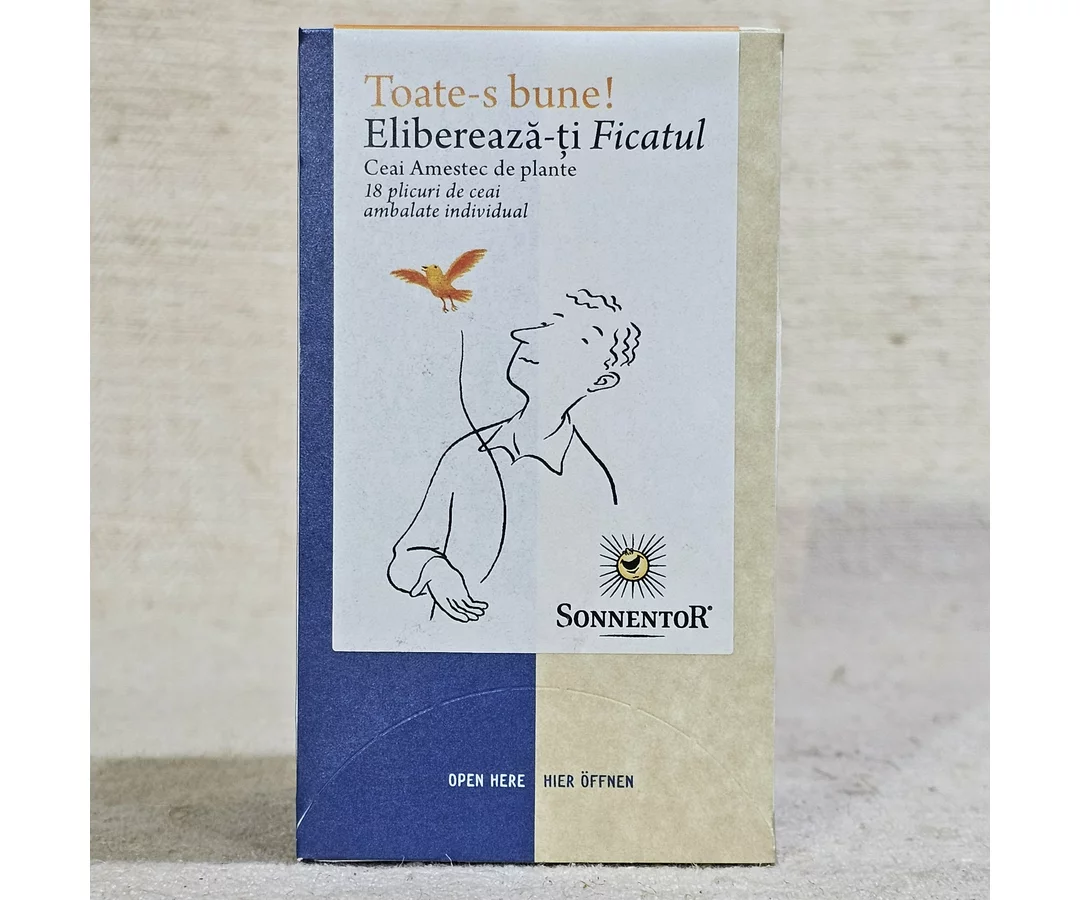 Toate-s bune!
Eliberează-ți Ficatul
Ceai Amestec de plante
18 plicuri de ceai
ambalate individual
SONNENTOR®
OPEN HERE HIER ÖFFNEN